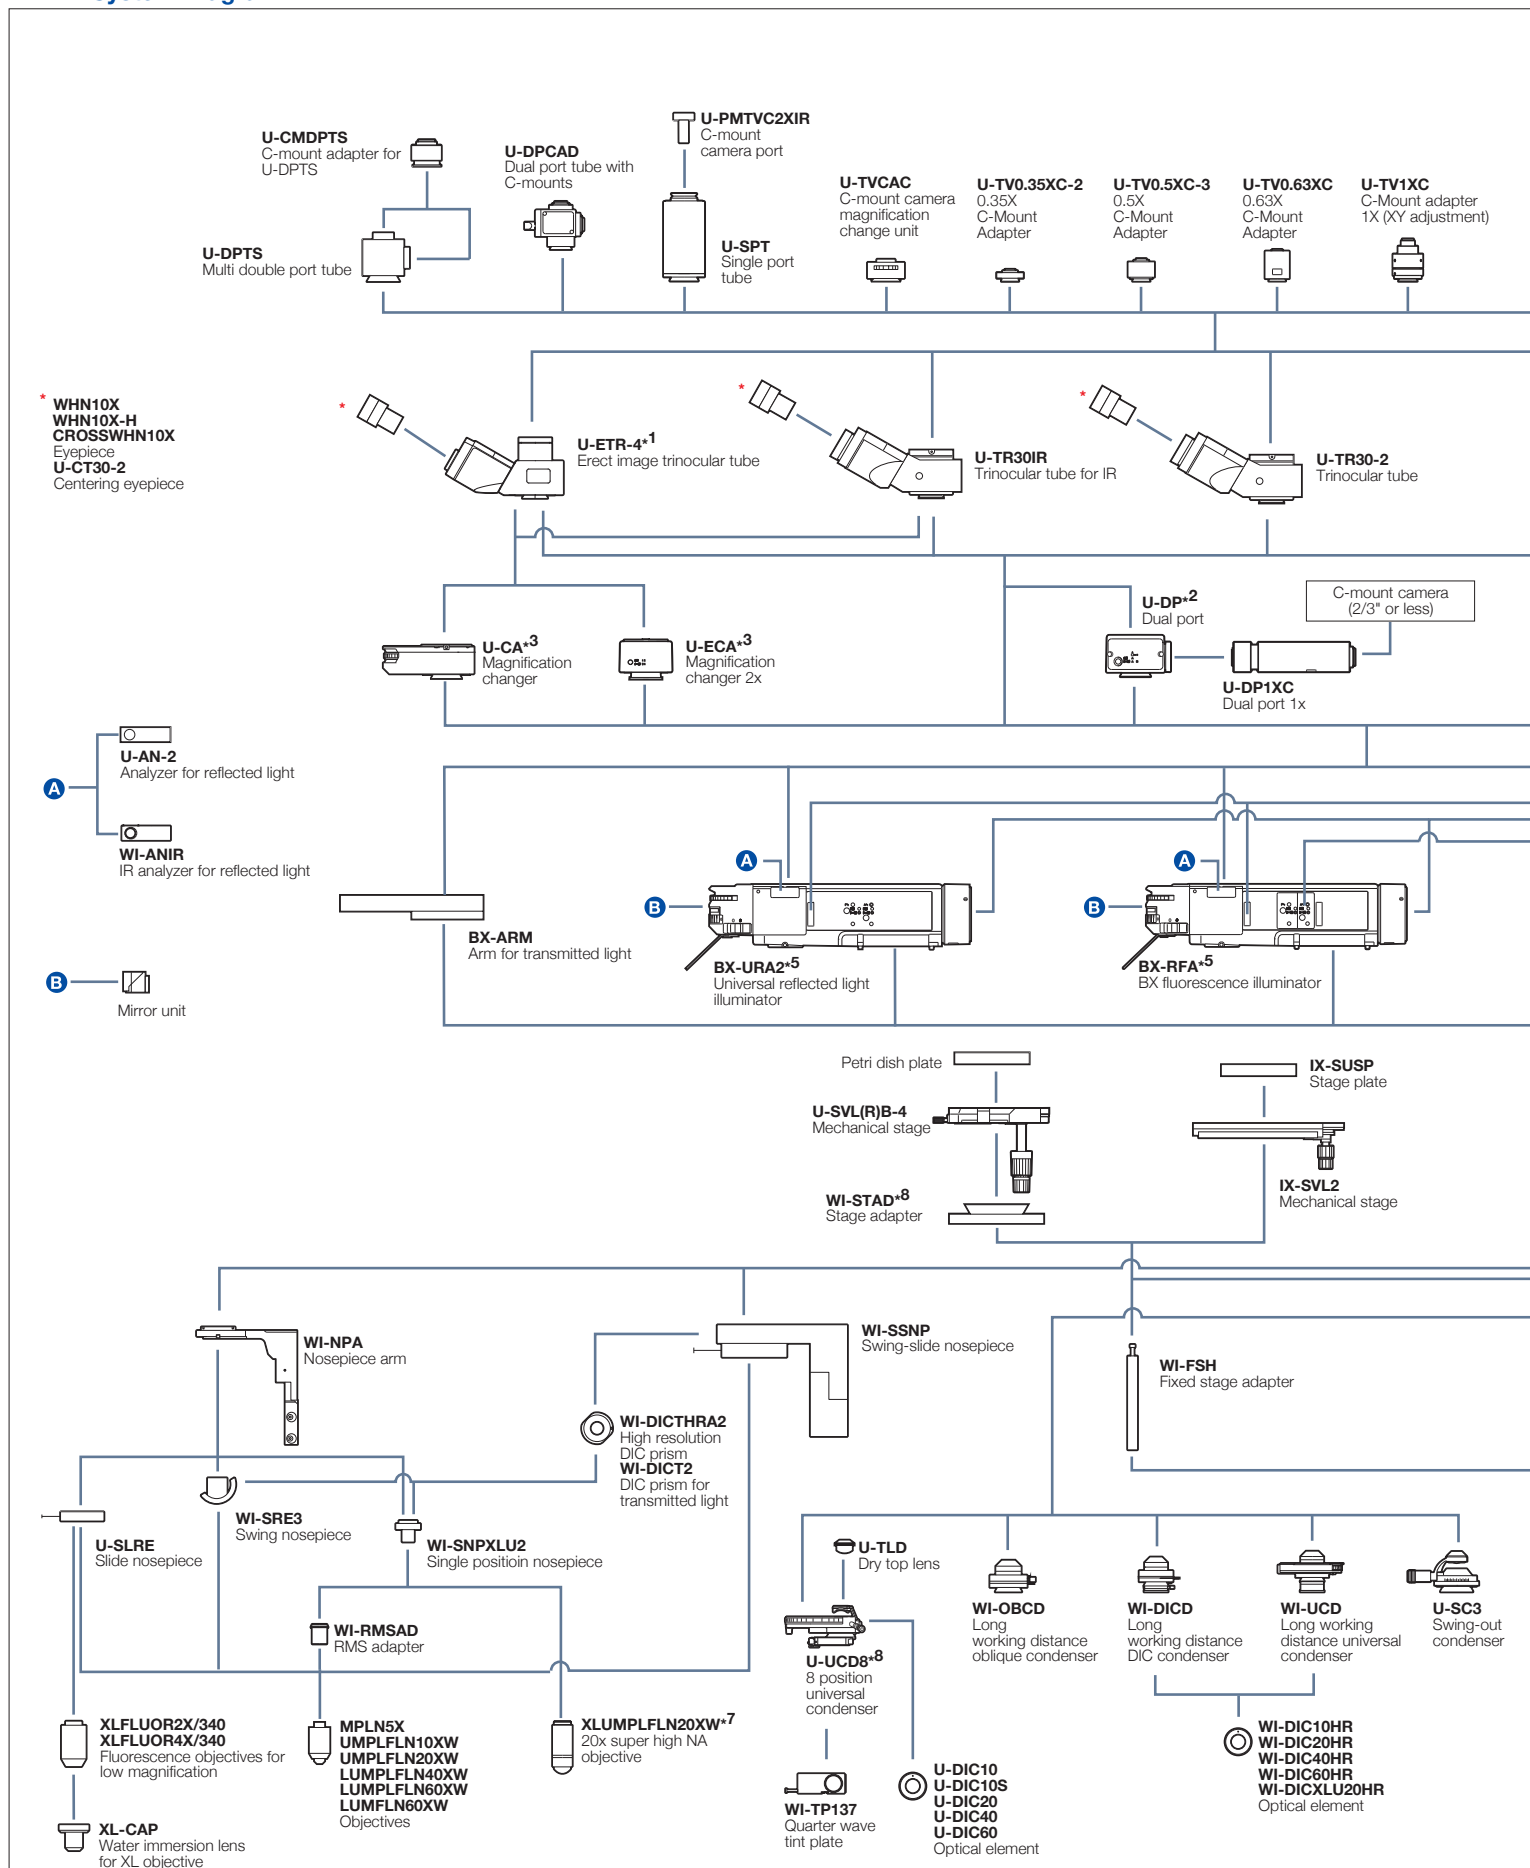 U-CMDPTS
C-mount adapter for
U-DPTS
U-DPCAD
Dual port tube with
C-mounts
U-PMTVC2XIR
C-mount
camera port
U-DPTS
Multi double port tube
U-SPT
Single port
tube
U-TVCAC
C-mount camera
magnification
change unit
U-TV0.35XC-2
0.35X
C-Mount
Adapter
U-TV0.5XC-3
0.5X
C-Mount
Adapter
U-TV0.63XC
0.63X
C-Mount
Adapter
U-TV1XC
C-Mount adapter
1X (XY adjustment)
* WHN10X
WHN10X-H
CROSSWHN10X
Eyepiece
U-CT30-2
Centering eyepiece
*
U-ETR-4*1
Erect image trinocular tube
*
U-TR30IR
Trinocular tube for IR
*
U-TR30-2
Trinocular tube
U-CA*3
Magnification
changer
U-ECA*3
Magnification
changer 2x
U-DP*2
Dual port
C-mount camera
(2/3" or less)
U-DP1XC
Dual port 1x
A
U-AN-2
Analyzer for reflected light
WI-ANIR
IR analyzer for reflected light
B
Mirror unit
BX-ARM
Arm for transmitted light
A
B
BX-URA2*5
Universal reflected light
illuminator
A
B
BX-RFA*5
BX fluorescence illuminator
Petri dish plate
U-SVL(R)B-4
Mechanical stage
WI-STAD*8
Stage adapter
IX-SUSP
Stage plate
IX-SVL2
Mechanical stage
WI-NPA
Nosepiece arm
WI-SSNP
Swing-slide nosepiece
WI-FSH
Fixed stage adapter
WI-DICTHRA2
High resolution
DIC prism
WI-DICT2
DIC prism for
transmitted light
U-SLRE
Slide nosepiece
WI-SRE3
Swing nosepiece
WI-SNPXLU2
Single positioin nosepiece
WI-RMSAD
RMS adapter
U-TLD
Dry top lens
U-UCD8*8
8 position
universal
condenser
WI-OBCD
Long
working distance
oblique condenser
WI-DICD
Long
working distance
DIC condenser
WI-UCD
Long working
distance universal
condenser
U-SC3
Swing-out
condenser
XLFLUOR2X/340
XLFLUOR4X/340
Fluorescence objectives for
low magnification
XL-CAP
Water immersion lens
for XL objective
MPLN5X
UMPLFLN10XW
UMPLFLN20XW
LUMPLFLN40XW
LUMPLFLN60XW
LUMFLN60XW
Objectives
XLUMPLFLN20XW*7
20x super high NA
objective
WI-TP137
Quarter wave
tint plate
U-DIC10
U-DIC10S
U-DIC20
U-DIC40
U-DIC60
Optical element
WI-DIC10HR
WI-DIC20HR
WI-DIC40HR
WI-DIC60HR
WI-DICXLU20HR
Optical element